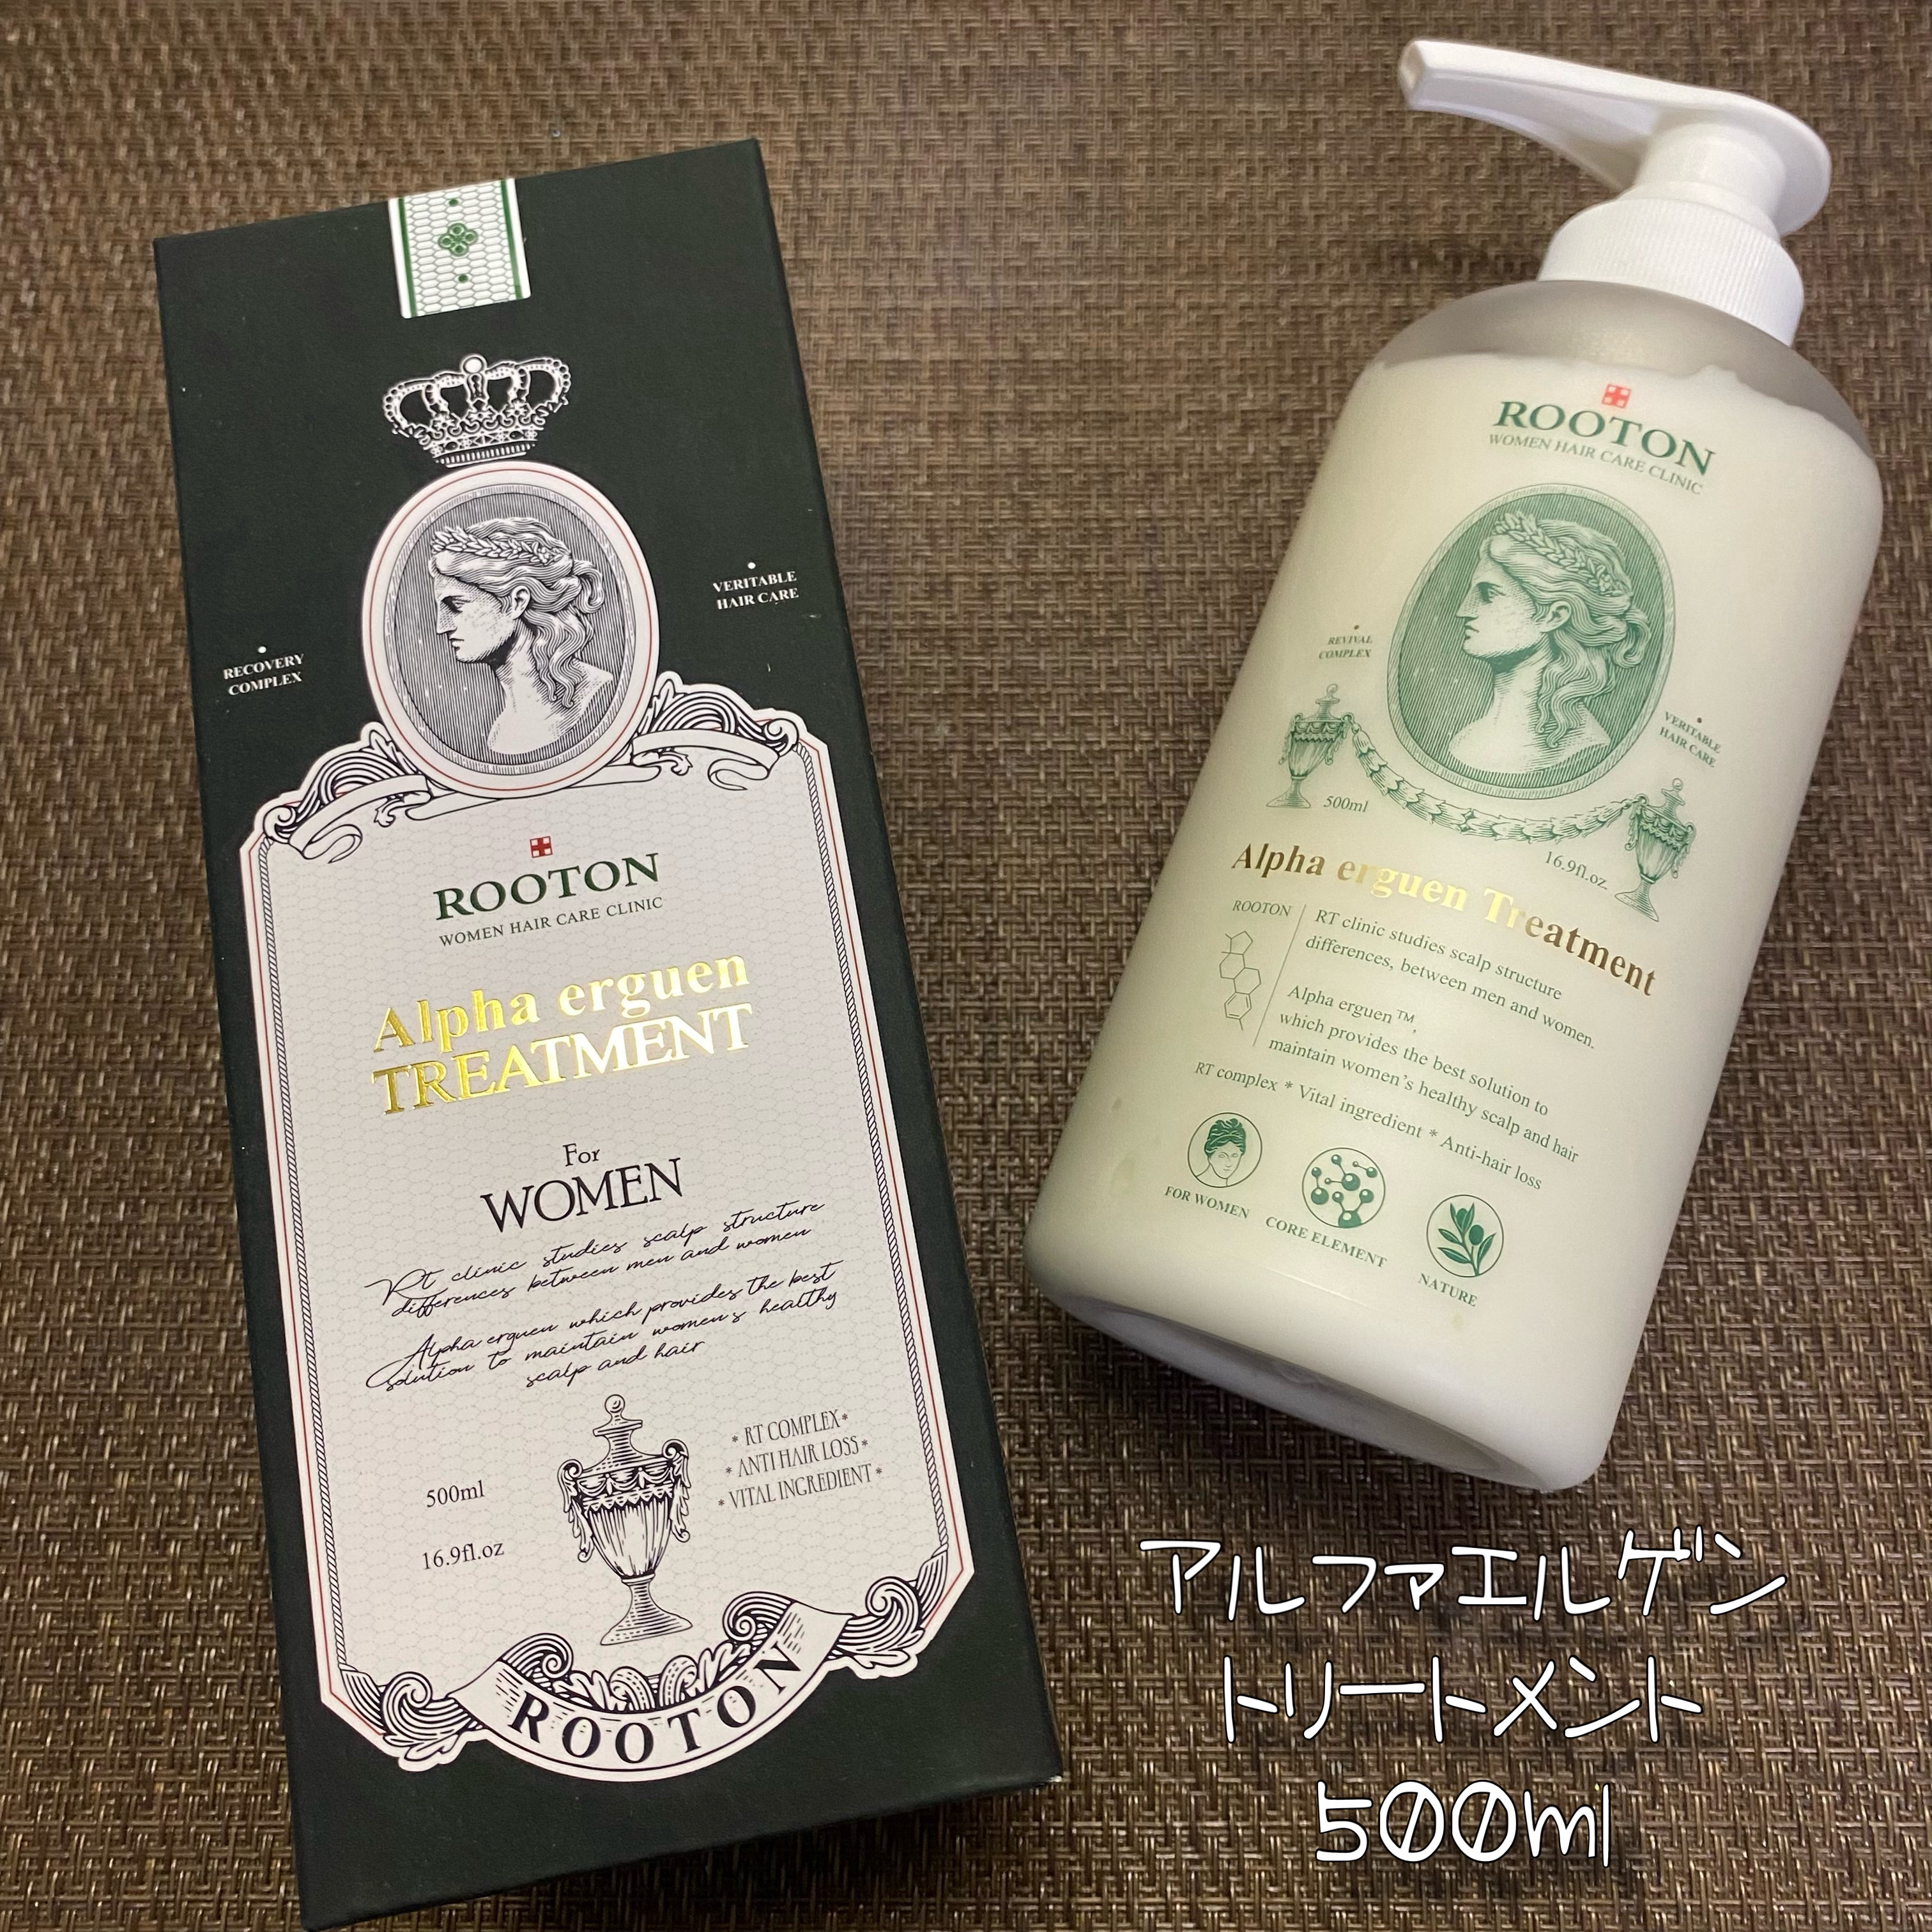 RECOVERY
COMPLEX
VERITABLE
HAIR CARE
ROOTON
WOMEN HAIR CARE CLINIC
Alpha erguen
TREATMENT
For
WOMEN
Rt clinic studies scalp structure
differences between men and women
Alpha erguen which provides the best
solution to maintain women's healthy
scalp and hair
500ml
16.9fl.oz
* RT COMPLEX*
* ANTI HAIR LOSS*
* VITAL INGREDIENT *
ROOTON
ROOTON
WOMEN HAIR CARE CLINIC
REVIVAL
COMPLEX
VERITABLE
HAIR CARE
500ml
16.9fl.oz.
Alpha erguen Treatment
ROOTON
RT clinic studies scalp structure
differences, between men and women.
Alpha erguen™,
which provides the best solution to
maintain women's healthy scalp and hair
RT complex * Vital ingredient * Anti-hair loss
FOR WOMEN
CORE ELEMENT
NATURE
アルファエルゲン
トリートメント
500ml